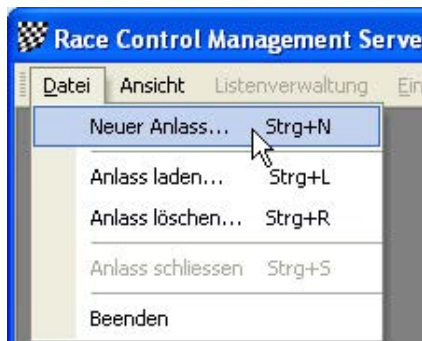 Race Control Management Serve
Datei Ansicht Listenverwaltung Ein
Neuer Anlass... Strg+N
Anlass laden... Strg+L
Anlass löschen... Strg+R
Anlass schliessen Strg+S
Beenden